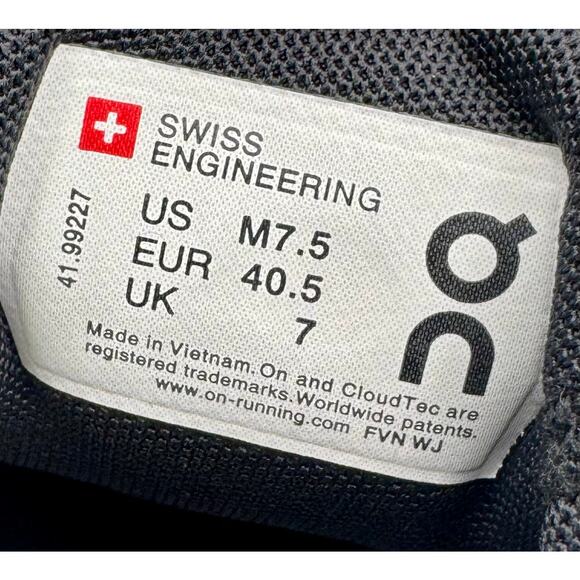 SWISS
ENGINEERING
US M7.5
EUR 40.5
UK 7
41.99227
Made in Vietnam. On and CloudTec are
registered trademarks. Worldwide patents.
www.on-running.com FVN WJ
on